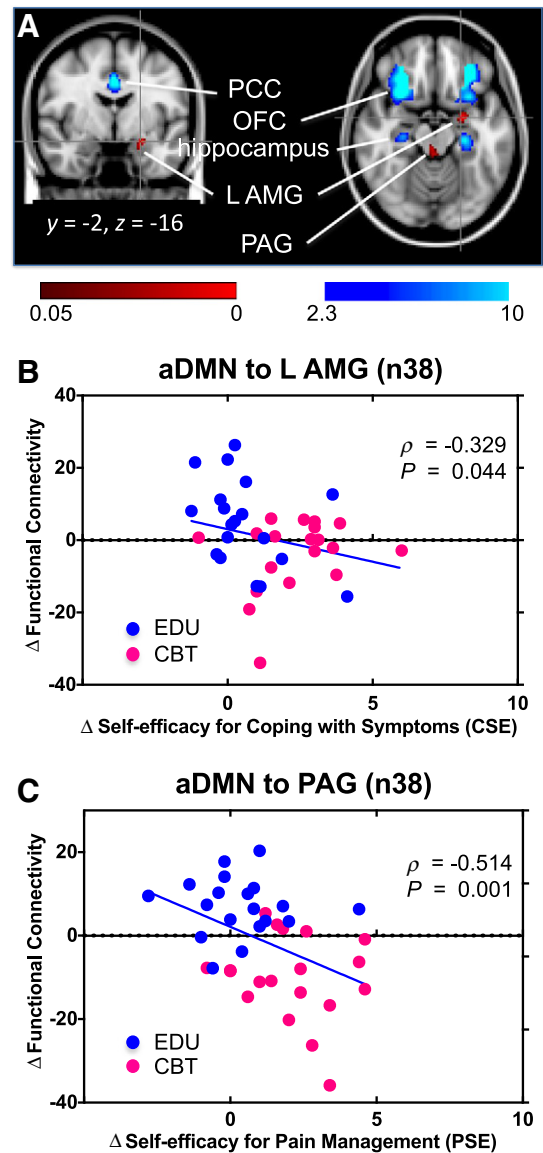 A
PCC
OFC
hippocampus
L AMG
y = -2, z = -16
PAG
0.05 0 2.3 10
B
aDMN to L AMG (n38)
40
20
0
-20
-40
Δ Functional Connectivity
ρ = -0.329
P = 0.044
EDU
CBT
0 5 10
Δ Self-efficacy for Coping with Symptoms (CSE)
C
aDMN to PAG (n38)
20
0
-20
-40
Δ Functional Connectivity
ρ = -0.514
P = 0.001
EDU
CBT
0 5 10
Δ Self-efficacy for Pain Management (PSE)